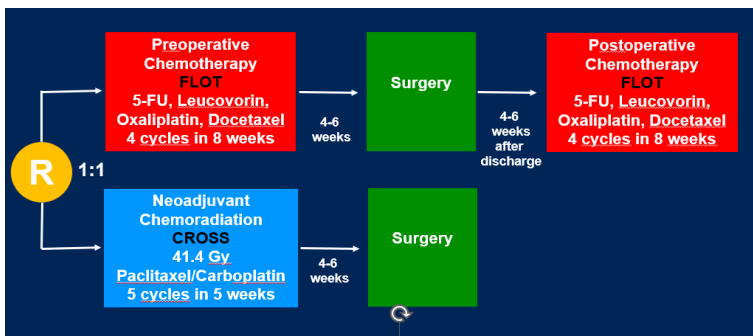 Preoperative
Chemotherapy
FLOT
5-FU, Leucovorin,
Oxaliplatin, Docetaxel
4 cycles in 8 weeks
4-6
weeks
Surgery
4-6
weeks
after
discharge
Postoperative
Chemotherapy
FLOT
5-FU, Leucovorin,
Oxaliplatin, Docetaxel
4 cycles in 8 weeks
R
1:1
Neoadjuvant
Chemoradiation
CROSS
41.4 Gy
Paclitaxel/Carboplatin
5 cycles in 5 weeks
4-6
weeks
Surgery